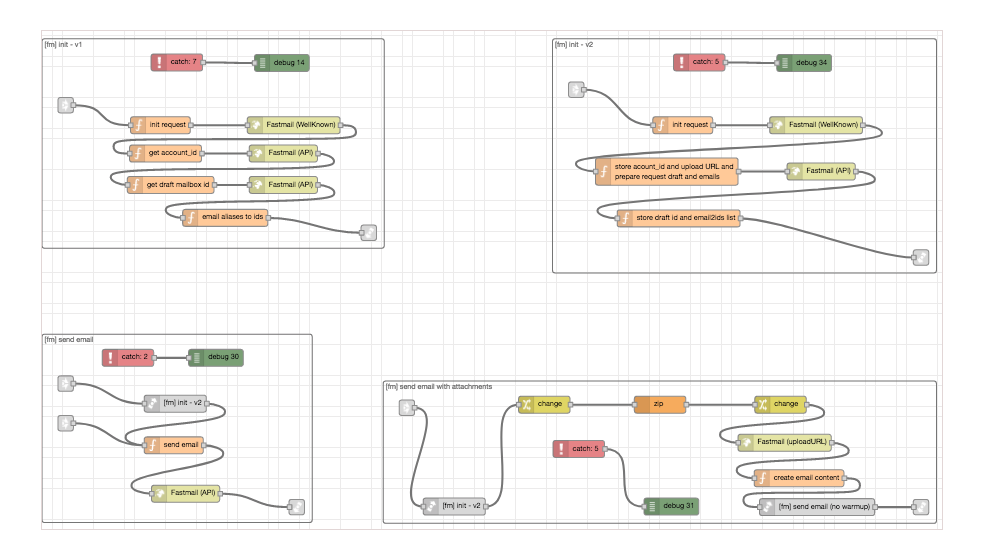 [fm] init - v1
catch: 7
debug 14
init request
Fastmail (WellKnown)
get account_id
Fastmail (API)
get draft mailbox id
Fastmail (API)
email aliases to ids
[fm] init - v2
catch: 5
debug 34
init request
Fastmail (WellKnown)
store acount_id and upload URL and
prepare request draft and emails
Fastmail (API)
store draft id and email2ids list
[fm] send email
catch: 2
debug 30
[fm] init - v2
send email
Fastmail (API)
[fm] send email with attachments
change
zip
change
catch: 5
Fastmail (uploadURL)
create email content
[fm] init - v2
debug 31
[fm] send email (no warmup)